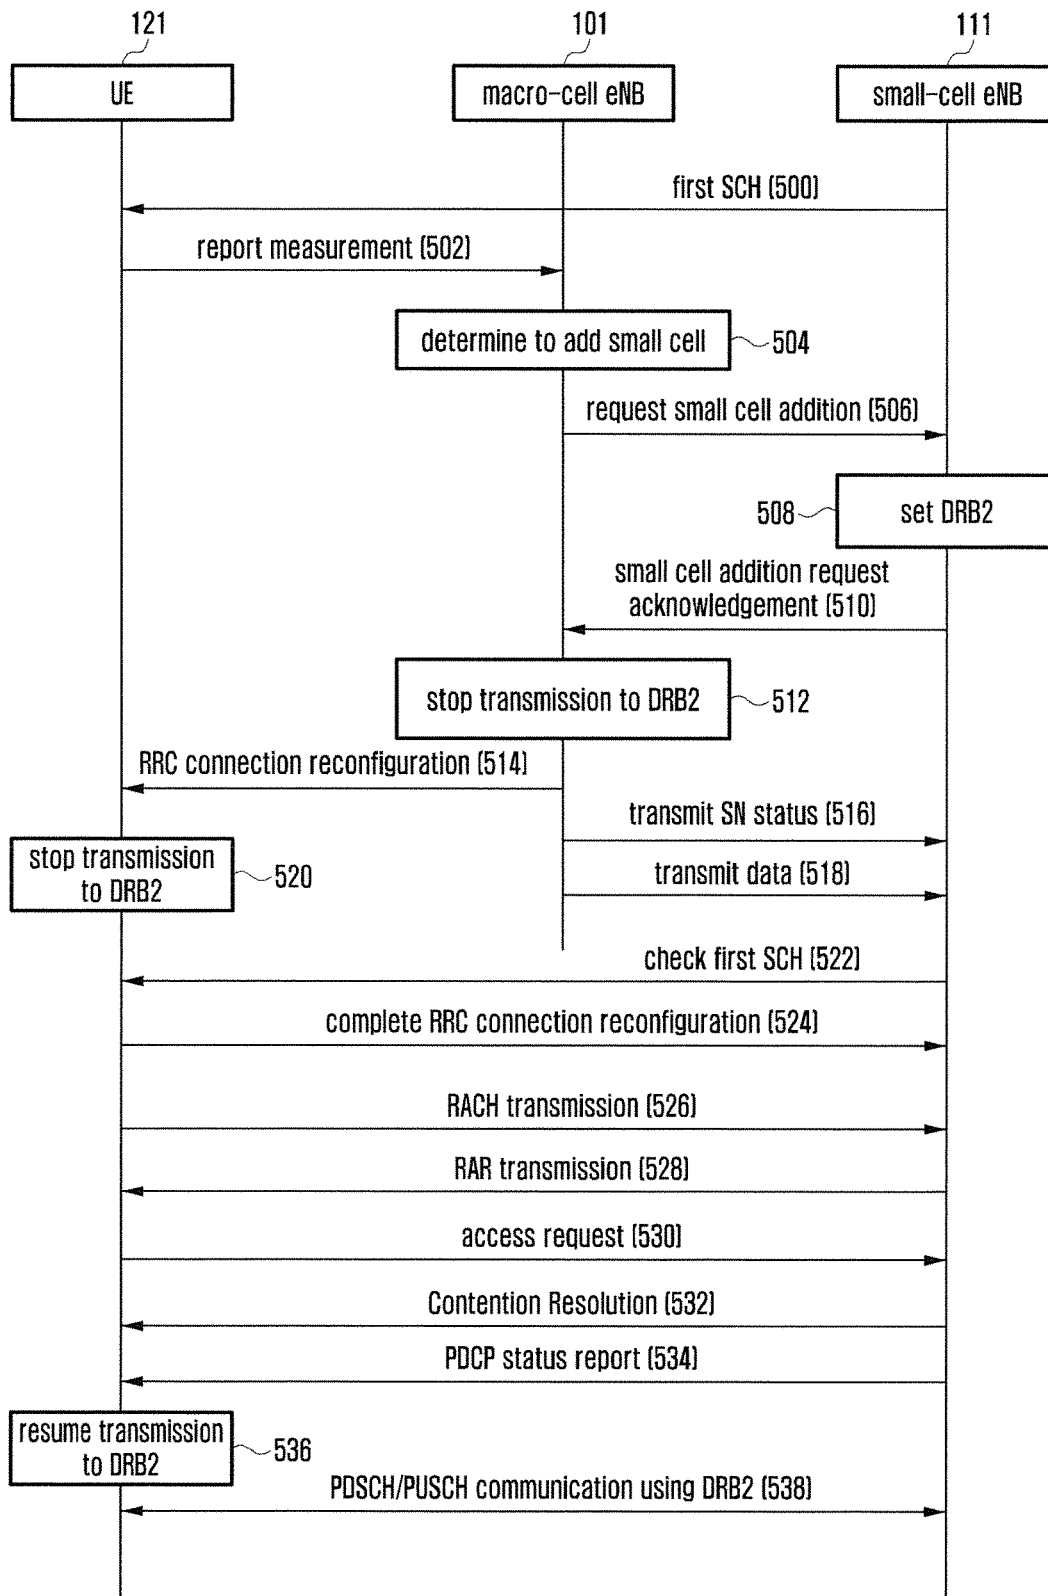 121
101
111
UE
macro-cell eNB
small-cell eNB
first SCH (500)
report measurement (502)
determine to add small cell
504
request small cell addition (506)
508
set DRB2
small cell addition request
acknowledgement (510)
stop transmission to DRB2
512
RRC connection reconfiguration (514)
transmit SN status (516)
stop transmission
to DRB2
520
transmit data (518)
check first SCH (522)
complete RRC connection reconfiguration (524)
RACH transmission (526)
RAR transmission (528)
access request (530)
Contention Resolution (532)
PDCP status report (534)
resume transmission
to DRB2
536
PDSCH/PUSCH communication using DRB2 (538)